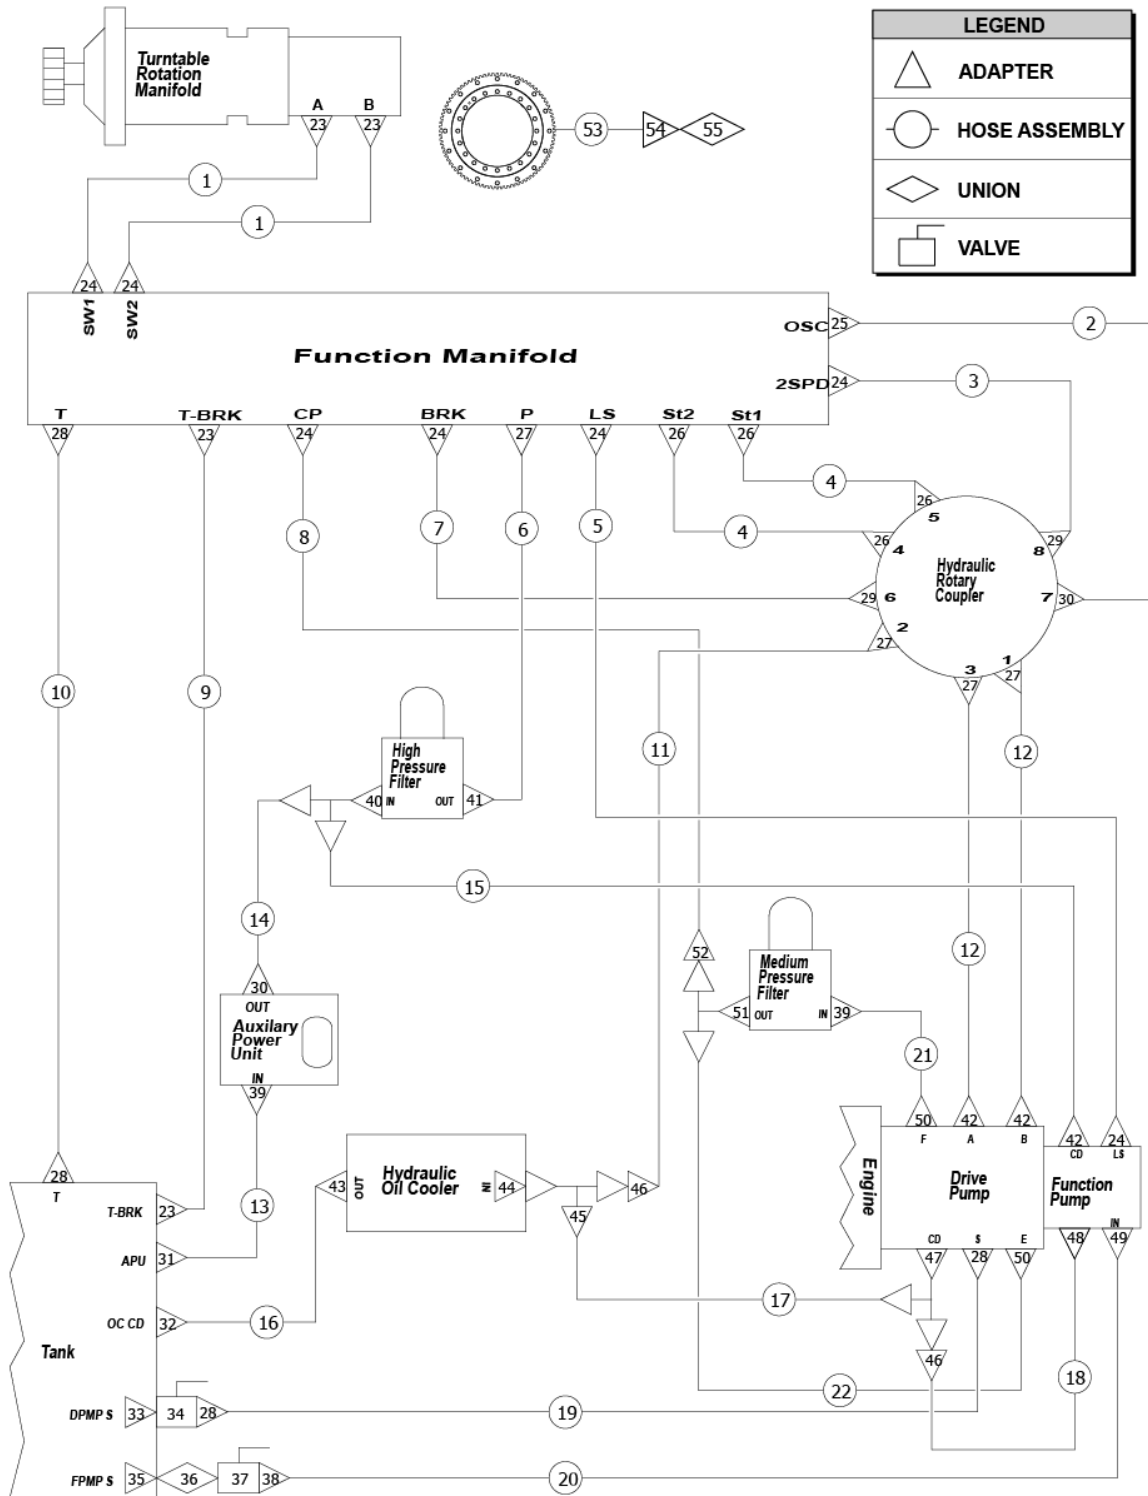 LEGEND
ADAPTER
HOSE ASSEMBLY
UNION
VALVE
Turntable
Rotation
Manifold
A B
23 23
53 54 55
1
1
24 24
SW1 SW2
OSC 25 2
Function Manifold
2SPD 24 3
T T-BRK CP BRK P LS St2 St1
28 23 24 24 27 24 26 26
4 26
5
8 7 6 5 4 26
4
29
8
Hydraulic
Rotary
Coupler
29 6
7 30
2
27
1
3 27
27
10 9
11 12
High
Pressure
Filter
40 IN OUT 41
15
14
12
52
Medium
Pressure
Filter
51 OUT IN 39
30
OUT
Auxilary
Power
Unit
IN
39
21
50 42 42 42 24
F A B CD LS
Engine
Drive
Pump
Function
Pump
IN
CD S E
47 28 50 48 49
28
T
T-BRK 23
13
43 OUT
Hydraulic
Oil Cooler
IN 44
46
45
APU 31
17
OC CD 32 16
Tank
46
18
22
DPMP S 33 34 28 19
FPMP S 35 36 37 38 20